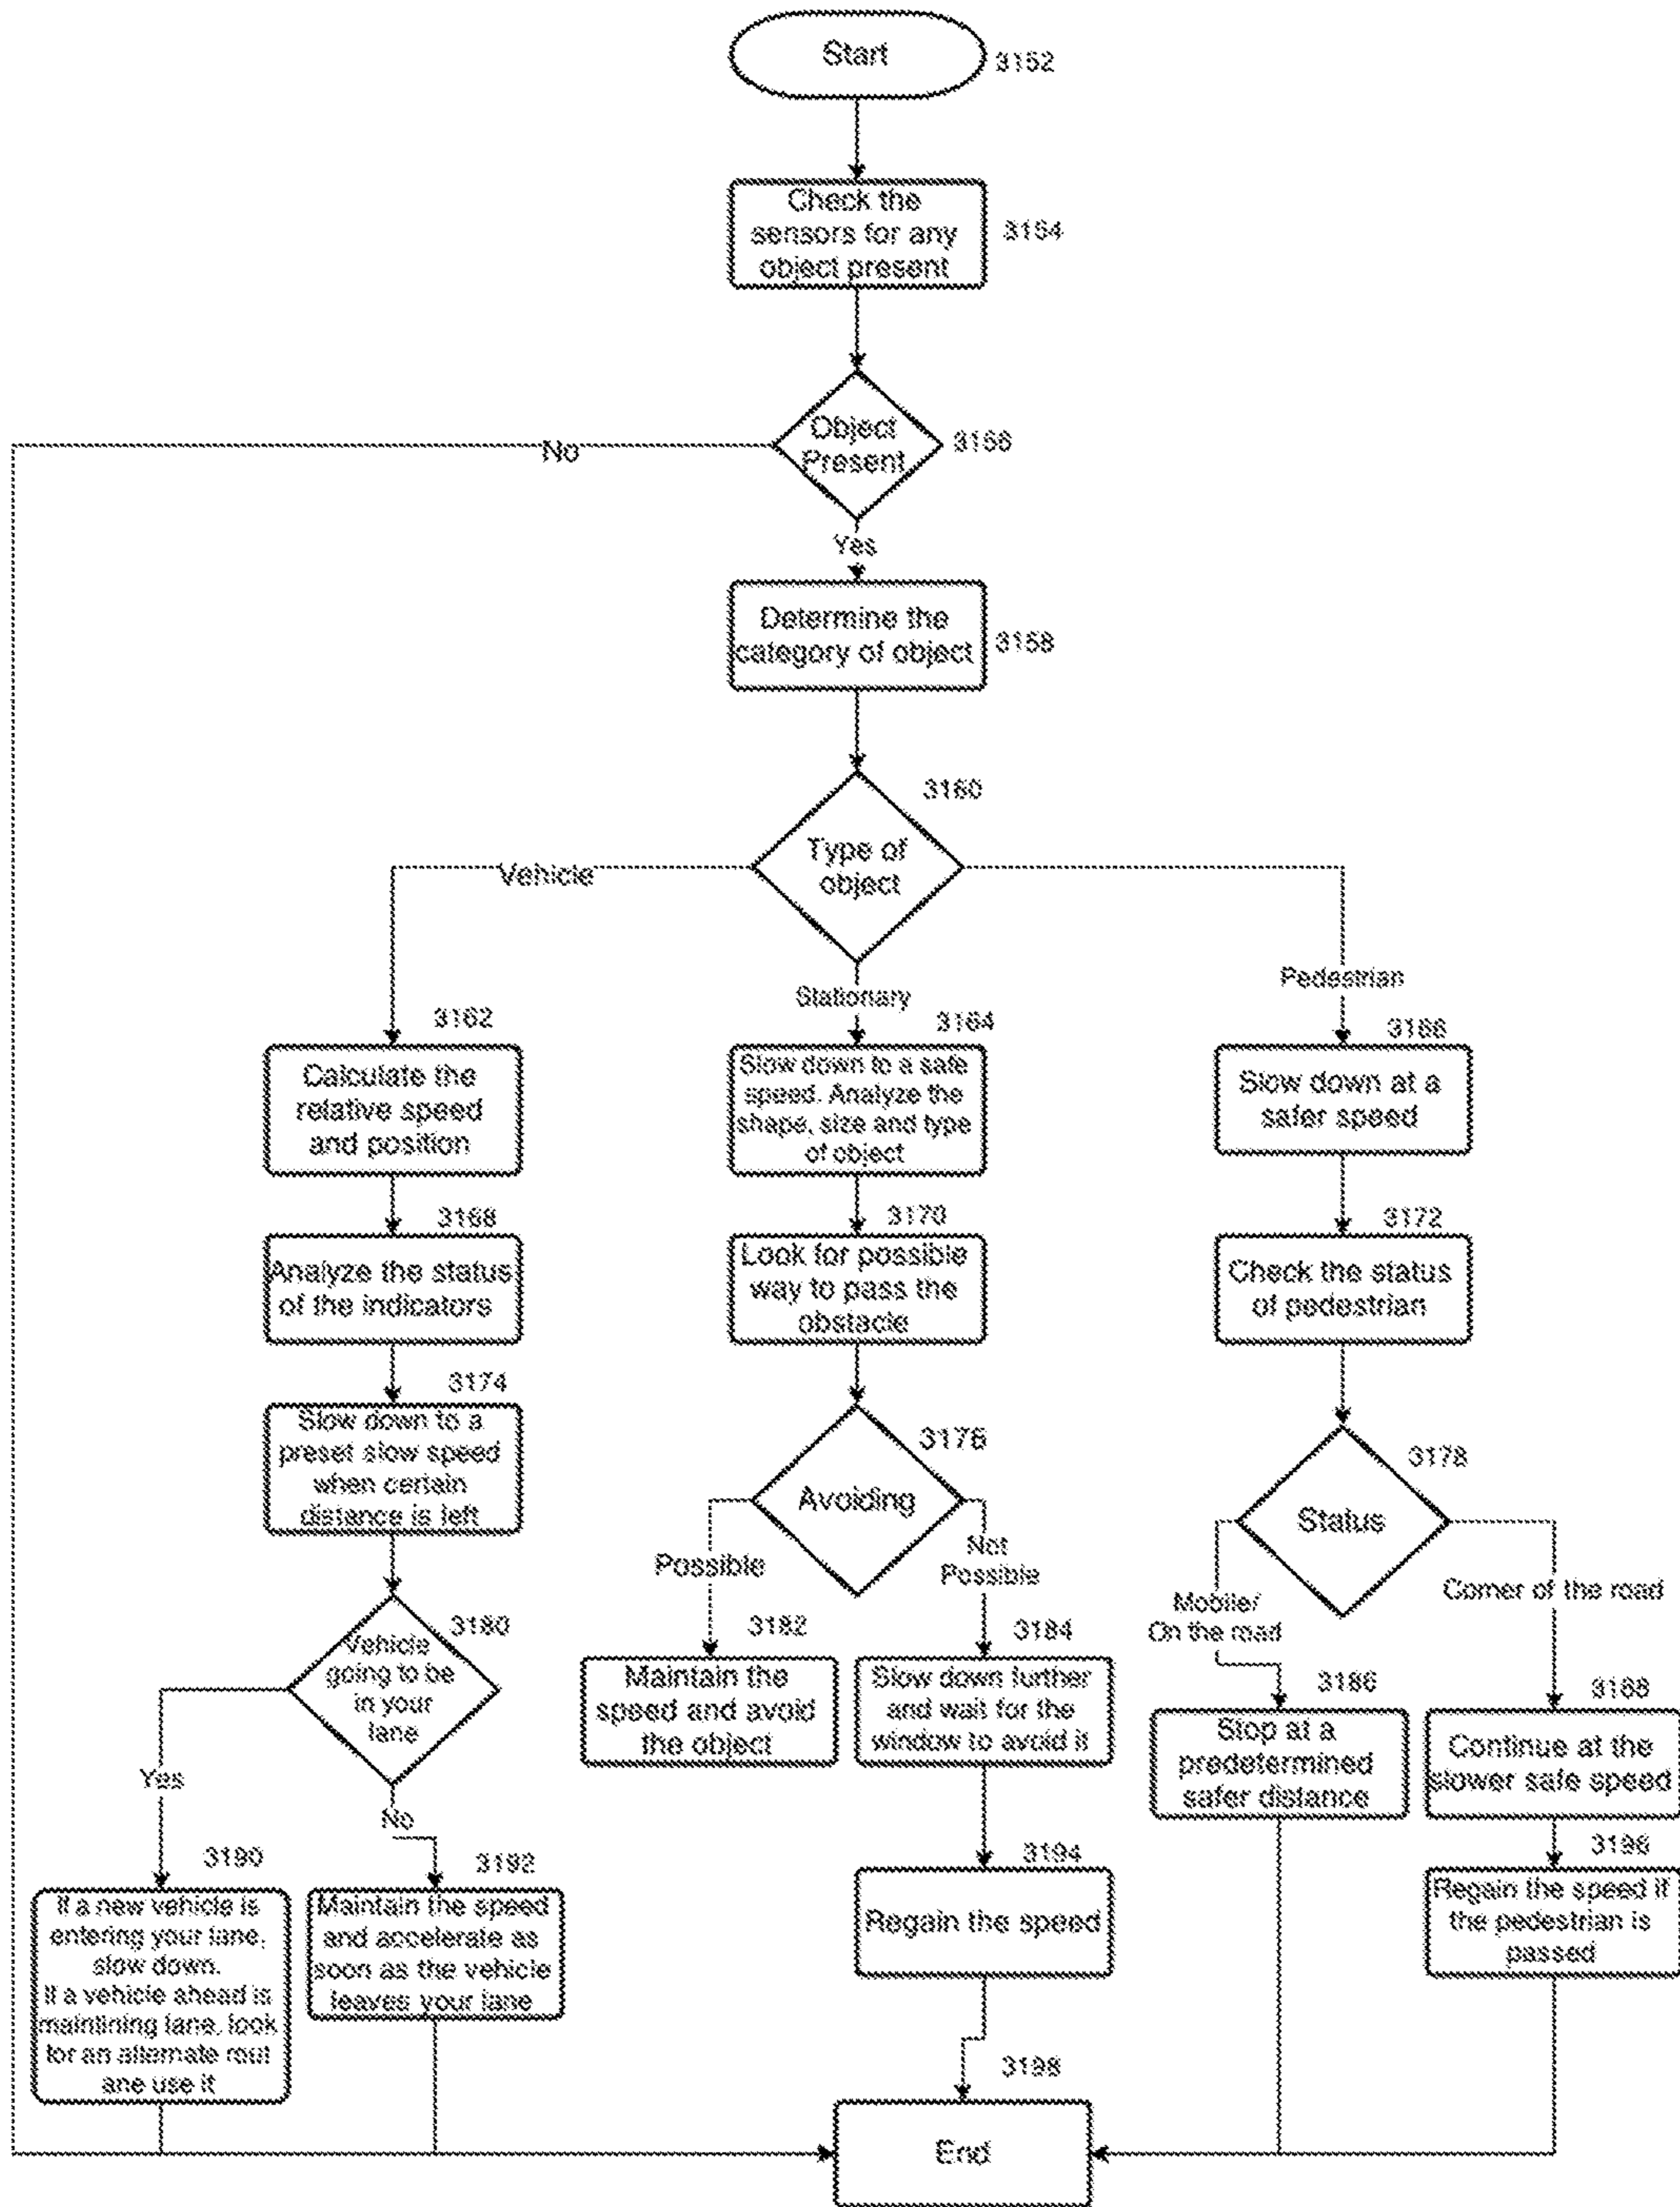 Start
3152
Check the
sensors for any
object present
3154
Object
Present
3156
No
Yes
Determine the
category of object
3158
3160
Type of
object
Vehicle
Stationary
Pedestrian
3162
Calculate the
relative speed
and position
3164
Slow down to a safe
speed. Analyze the
shape, size and type
of object
3166
Slow down at a
safer speed
3168
Analyze the status
of the indicators
3170
Look for possible
way to pass the
obstacle
3172
Check the status
of pedestrian
3174
Slow down to a
preset slow speed
when certain
distance is left
3176
Avoiding
Possible
Not
Possible
3178
Status
Mobile/
On the road
Corner of the road
3180
Vehicle
going to be
in your
lane
Yes
No
3182
Maintain the
speed and avoid
the object
3184
Slow down further
and wait for the
window to avoid it
3186
Stop at a
predetermined
safer distance
3188
Continue at the
slower safe speed
3190
If a new vehicle is
entering your lane,
slow down.
If a vehicle ahead is
maintining lane, look
for an alternate rout
ane use it
3192
Maintain the speed
and accelerate as
soon as the vehicle
leaves your lane
3194
Regain the speed
3196
Regain the speed if
the pedestrian is
passed
3198
End